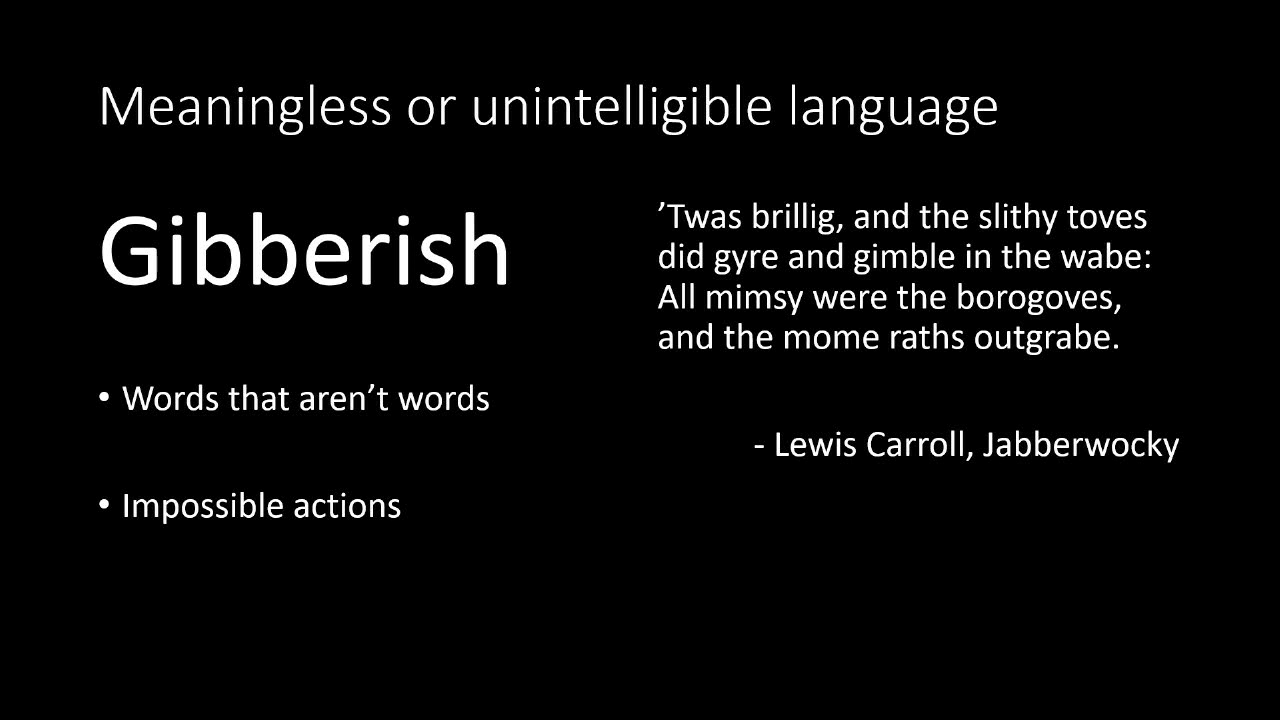 Meaningless or unintelligible language
Gibberish
• Words that aren’t words
• Impossible actions
’Twas brillig, and the slithy toves
did gyre and gimble in the wabe:
All mimsy were the borogoves,
and the mome raths outgrabe.
- Lewis Carroll, Jabberwocky